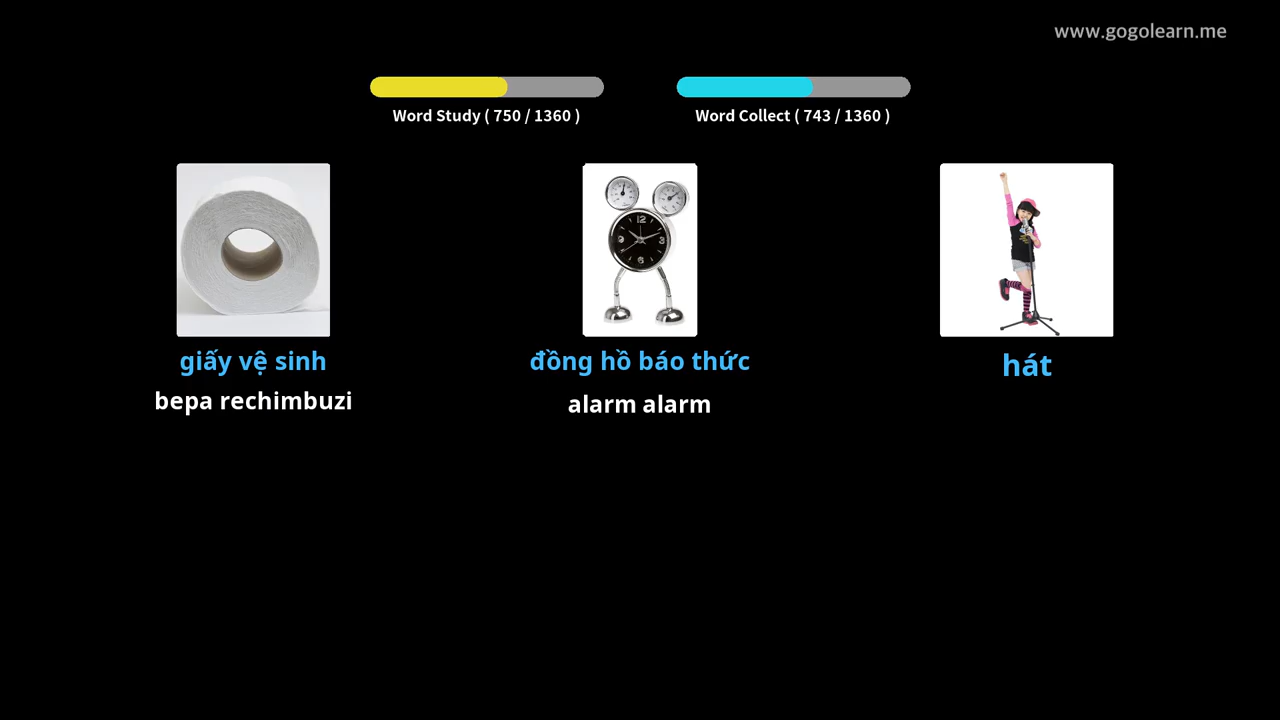 www.gogolearn.me
Word Study ( 750 / 1360 )
Word Collect ( 743 / 1360 )
giấy vệ sinh
bepa rechimbuzi
đồng hồ báo thức
alarm alarm
hát